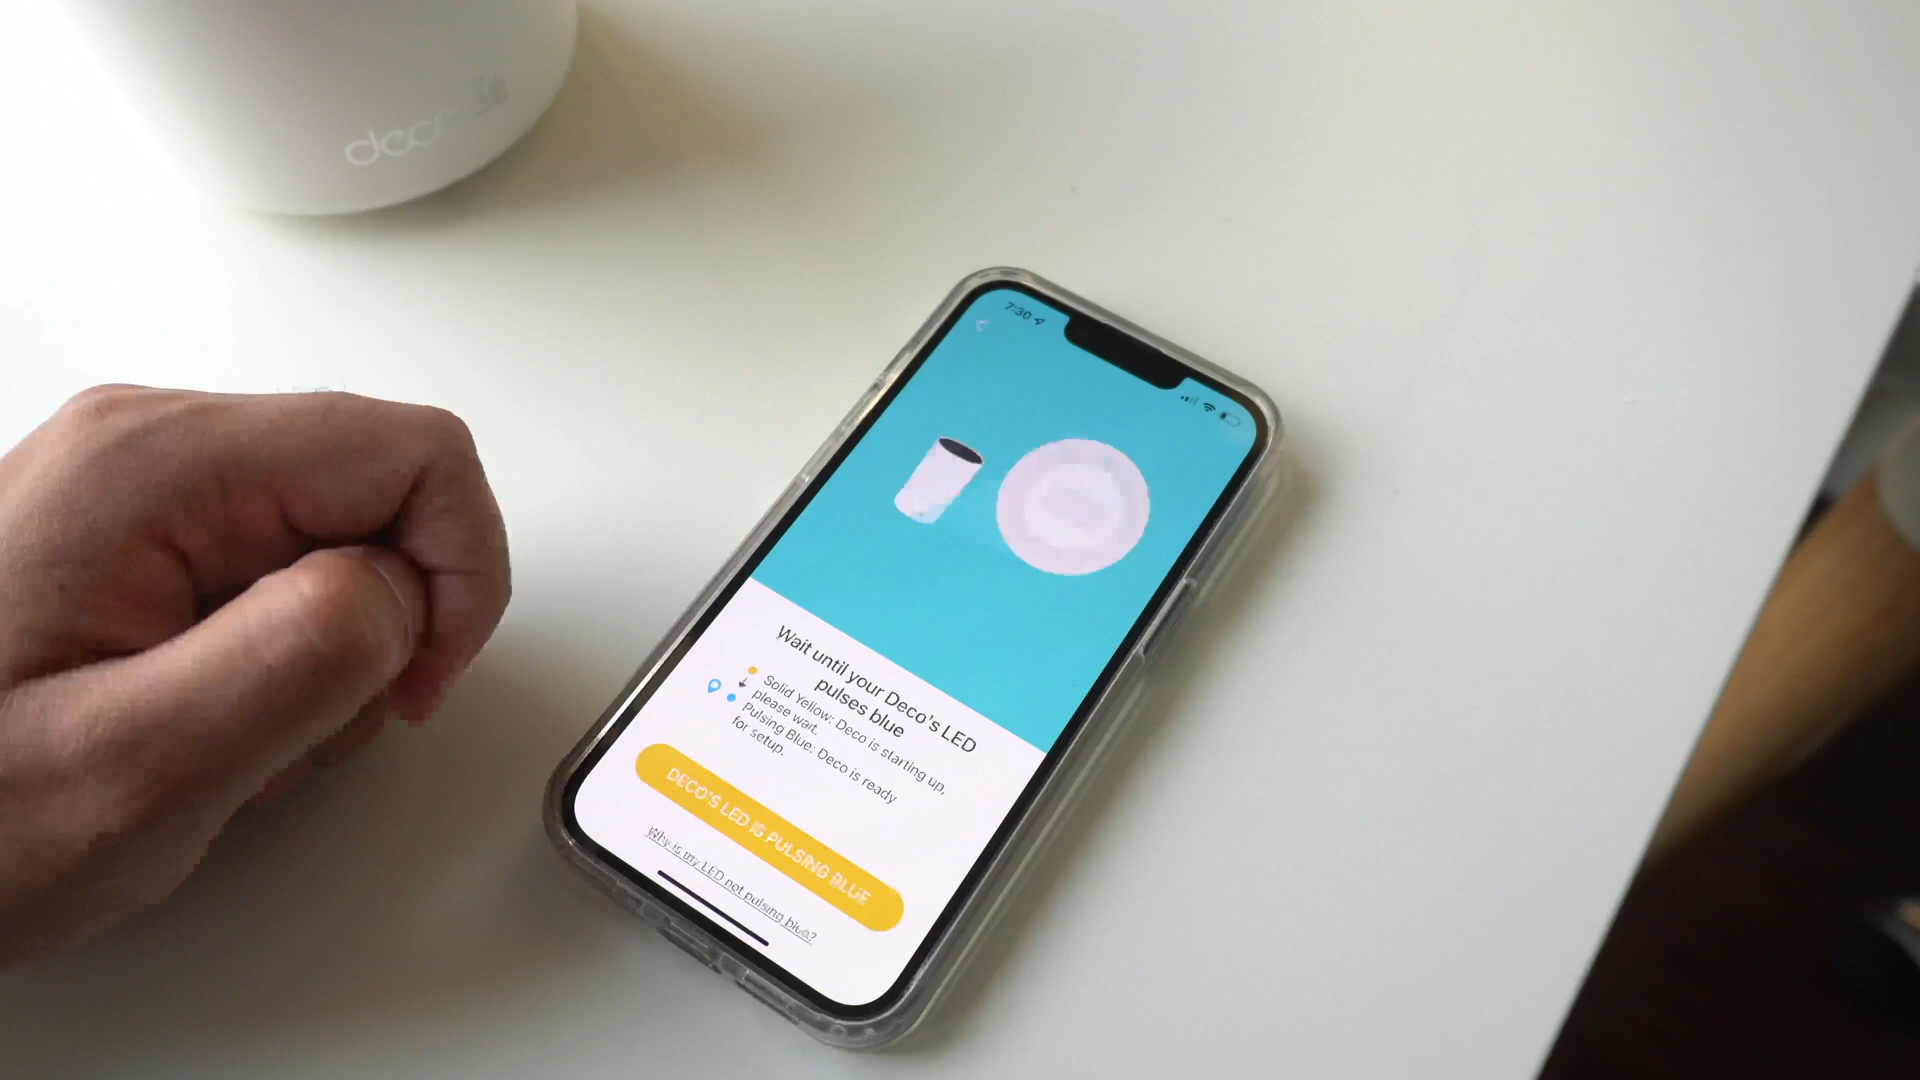 deco
7:30
Wait until your Deco's LED
pulses blue
Solid Yellow: Deco is starting up,
please wait.
Pulsing Blue: Deco is ready
for setup.
DECO'S LED IS PULSING BLUE
Why is my LED not pulsing blue?